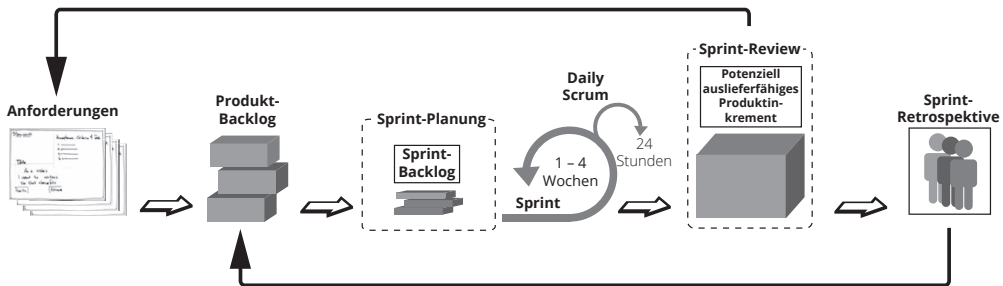 Anforderungen
Produkt-
Backlog
Sprint-Planung
Sprint-
Backlog
Daily
Scrum
24
Stunden
1 – 4
Wochen
Sprint
Sprint-Review
Potenziell
auslieferfähiges
Produktin-
krement
Sprint-
Retrospektive